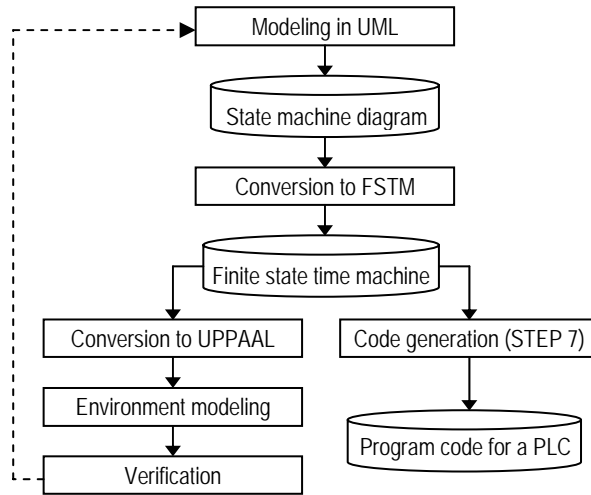 Modeling in UML
State machine diagram
Conversion to FSTM
Finite state time machine
Conversion to UPPAAL
Code generation (STEP 7)
Environment modeling
Program code for a PLC
Verification